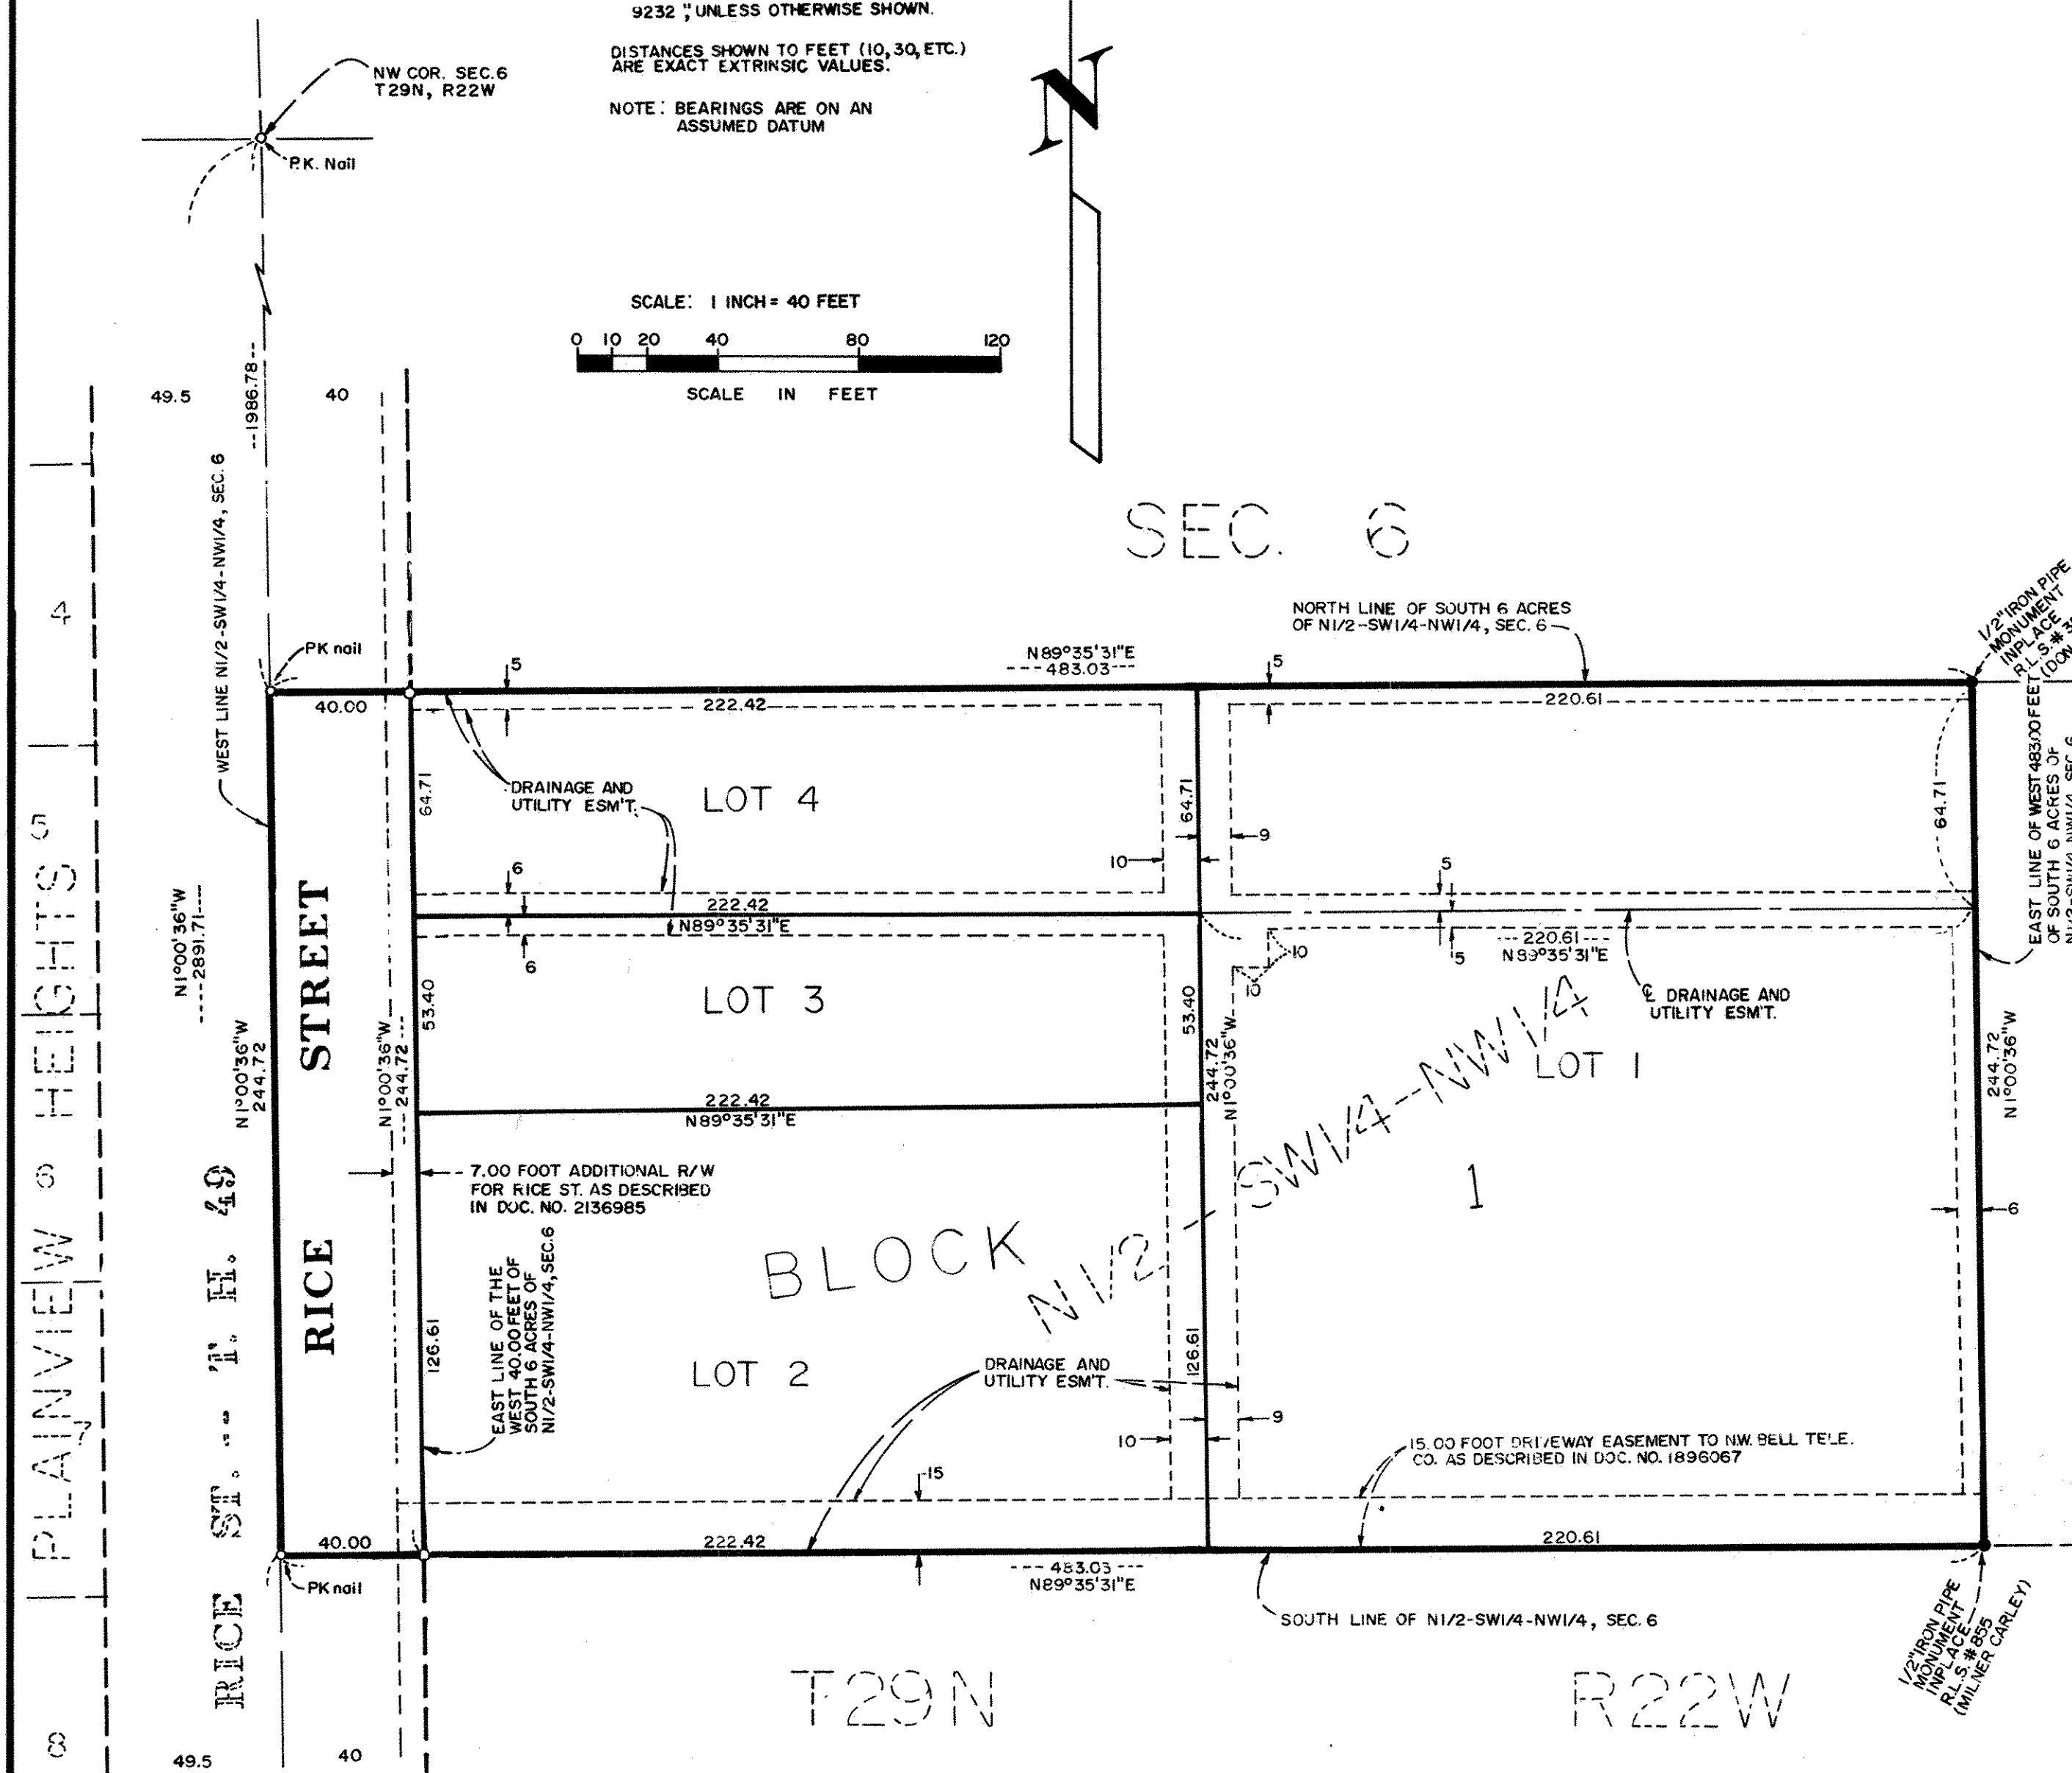 9232 ", UNLESS OTHERWISE SHOWN.
DISTANCES SHOWN TO FEET (10, 30, ETC.)
ARE EXACT EXTRINSIC VALUES.
NOTE: BEARINGS ARE ON AN
ASSUMED DATUM
NW COR. SEC. 6
T29N, R22W
P.K. Nail
N
SCALE: 1 INCH = 40 FEET
0 10 20 40 80 120
SCALE IN FEET
49.5
--1986.78--
40
WEST LINE N1/2-SW1/4-NW1/4, SEC. 6
SEC. 6
NORTH LINE OF SOUTH 6 ACRES
OF N1/2-SW1/4-NW1/4, SEC. 6
1/2" IRON PIPE
MONUMENT
INPLACE
R.L.S. #
PK nail
N89°35'31"E
---483.03---
5
5
40.00
222.42
220.61
64.71
DRAINAGE AND
UTILITY ESM'T.
LOT 4
64.71
9
10
64.71
EAST LINE OF WEST 483.00 FEET
OF SOUTH 6 ACRES OF
N1/2-SW1/4-NW1/4, SEC. 6
6
222.42
N89°35'31"E
6
5
5
---220.61---
N89°35'31"E
10
10
℄ DRAINAGE AND
UTILITY ESM'T.
N1°00'36"W
----2891.71---
N1°00'36"W
244.72
RICE STREET
N1°00'36"W
---244.72---
53.40
LOT 3
53.40
244.72
N1°00'36"W
LOT 1
244.72
N1°00'36"W
222.42
N89°35'31"E
7.00 FOOT ADDITIONAL R/W
FOR RICE ST. AS DESCRIBED
IN DOC. NO. 2136985
BLOCK 1
N1/2 - SW1/4-NW1/4
6
EAST LINE OF THE
WEST 40.00 FEET OF
SOUTH 6 ACRES OF
N1/2-SW1/4-NW1/4, SEC. 6
126.61
LOT 2
DRAINAGE AND
UTILITY ESM'T.
126.61
9
10
15
15.00 FOOT DRIVEWAY EASEMENT TO N.W. BELL TELE.
CO. AS DESCRIBED IN DOC. NO. 1896067
40.00
222.42
220.61
---483.03---
N89°35'31"E
PK nail
SOUTH LINE OF N1/2-SW1/4-NW1/4, SEC. 6
1/2" IRON PIPE
MONUMENT
INPLACE
R.L.S. #855
(MILNER CARLEY)
T29N
R22W
RICE ST. -- T. H. 49
PLAINVIEW HEIGHTS
4
5
6
7
8
49.5
40